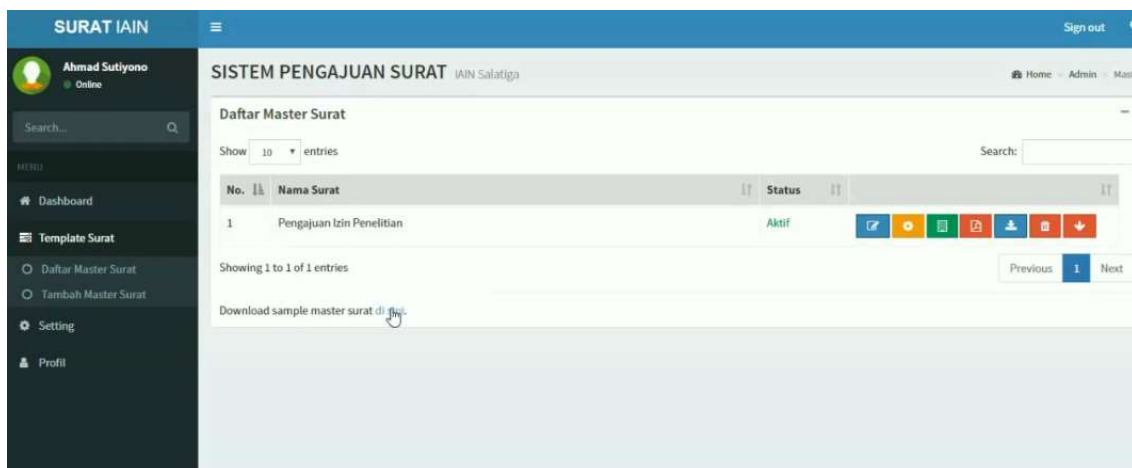 SURAT IAIN
Sign out
Ahmad Sutiyono
Online
Search...
MENU
Dashboard
Template Surat
Daftar Master Surat
Tambah Master Surat
Setting
Profil
SISTEM PENGAJUAN SURAT IAIN Salatiga
Home Admin
Daftar Master Surat
Show 10 entries
Search:
No. Nama Surat Status
1 Pengajuan Izin Penelitian Aktif
Showing 1 to 1 of 1 entries
Previous 1 Next
Download sample master surat di